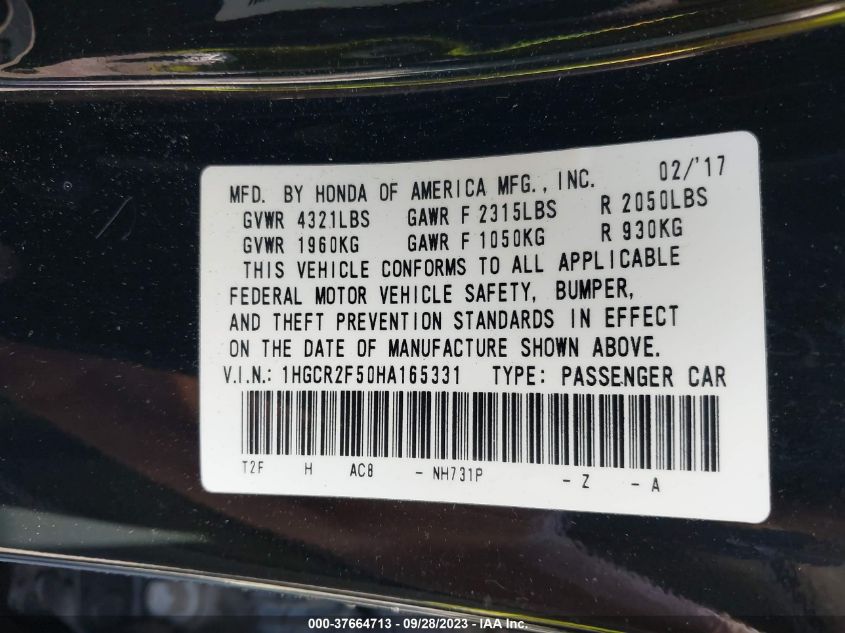 MFD. BY HONDA OF AMERICA MFG., INC. 02/'17
GVWR 4321LBS GAWR F 2315LBS R 2050LBS
GVWR 1960KG GAWR F 1050KG R 930KG
THIS VEHICLE CONFORMS TO ALL APPLICABLE
FEDERAL MOTOR VEHICLE SAFETY, BUMPER,
AND THEFT PREVENTION STANDARDS IN EFFECT
ON THE DATE OF MANUFACTURE SHOWN ABOVE.
V.I.N.: 1HGCR2F50HA165331 TYPE: PASSENGER CAR
T2F H AC8 - NH731P - Z - A
000-37664713 - 09/28/2023 - IAA Inc.